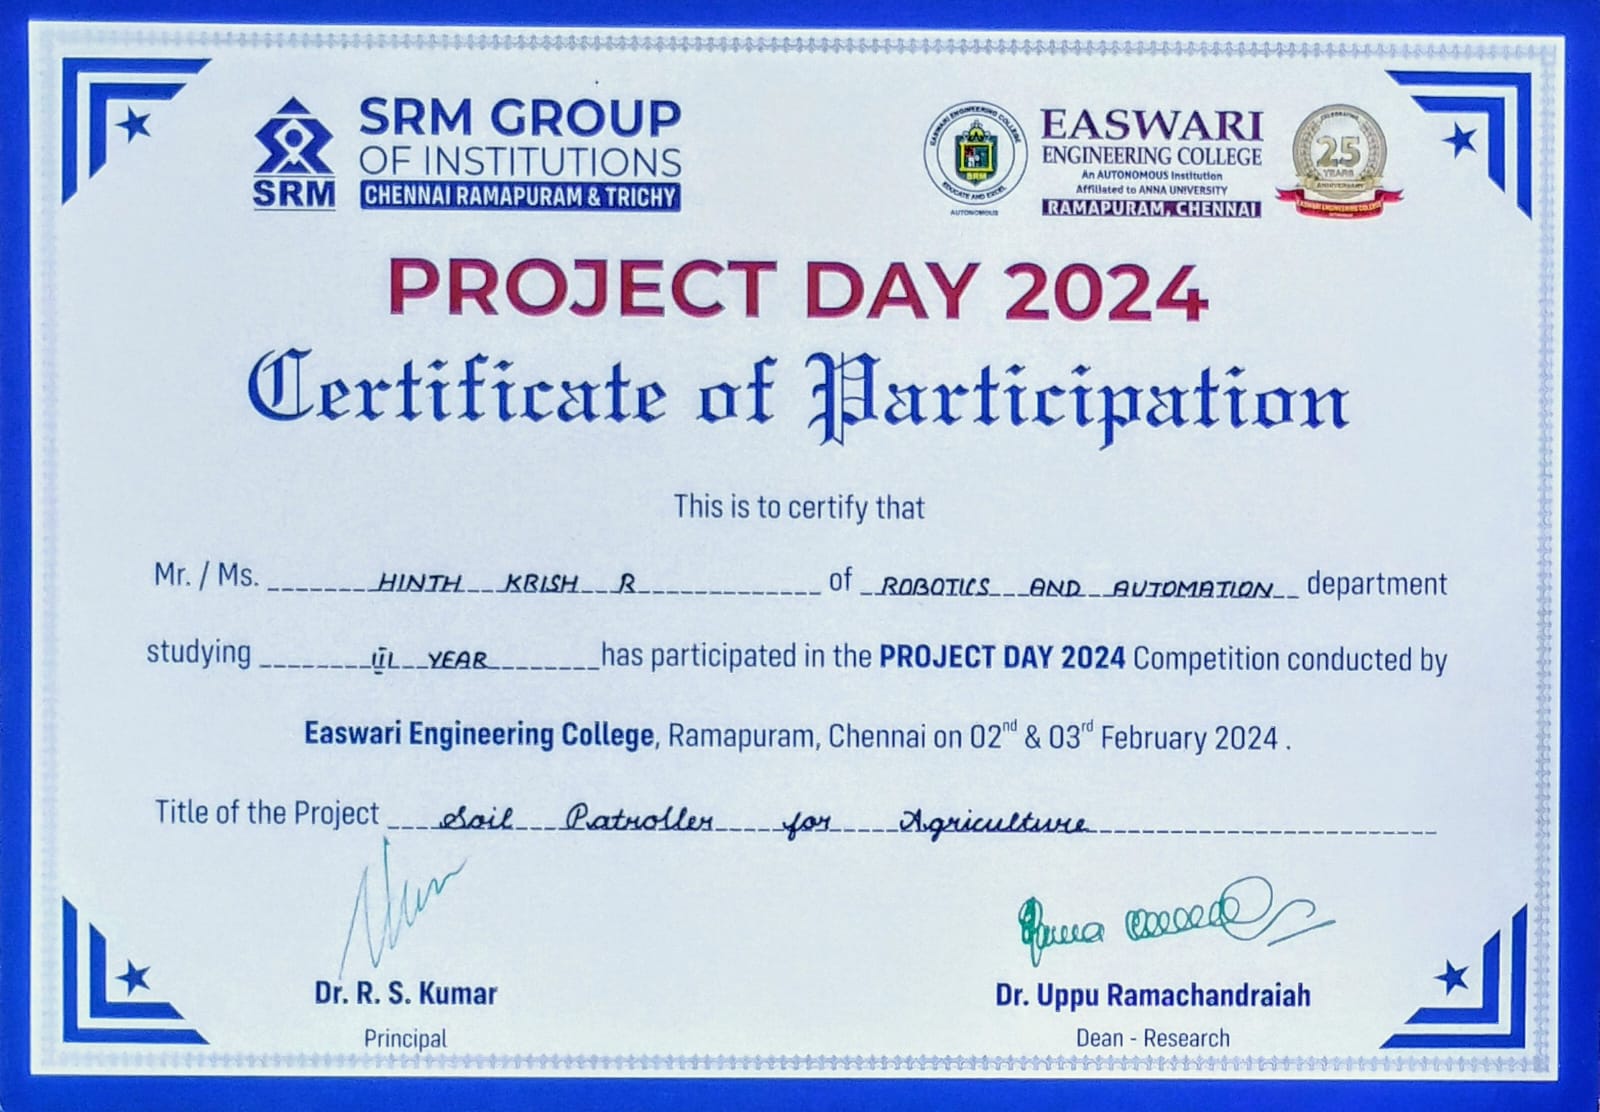 SRM GROUP
OF INSTITUTIONS
CHENNAI RAMAPURAM & TRICHY
SRM
EASWARI ENGINEERING COLLEGE
SRM
EDUCATE AND EXCEL
AUTONOMOUS
EASWARI
ENGINEERING COLLEGE
An AUTONOMOUS Institution
Affiliated to ANNA UNIVERSITY
RAMAPURAM, CHENNAI
CELEBRATING
25
YEARS
ANNIVERSARY
EASWARI ENGINEERING COLLEGE
PROJECT DAY 2024
Certificate of Participation
This is to certify that
Mr. / Ms. HINTH KRISH R of ROBOTICS AND AUTOMATION department
studying III YEAR has participated in the PROJECT DAY 2024 Competition conducted by
Easwari Engineering College, Ramapuram, Chennai on 02nd & 03rd February 2024 .
Title of the Project Soil Patroller for Agriculture
Dr. R. S. Kumar
Principal
Dr. Uppu Ramachandraiah
Dean - Research